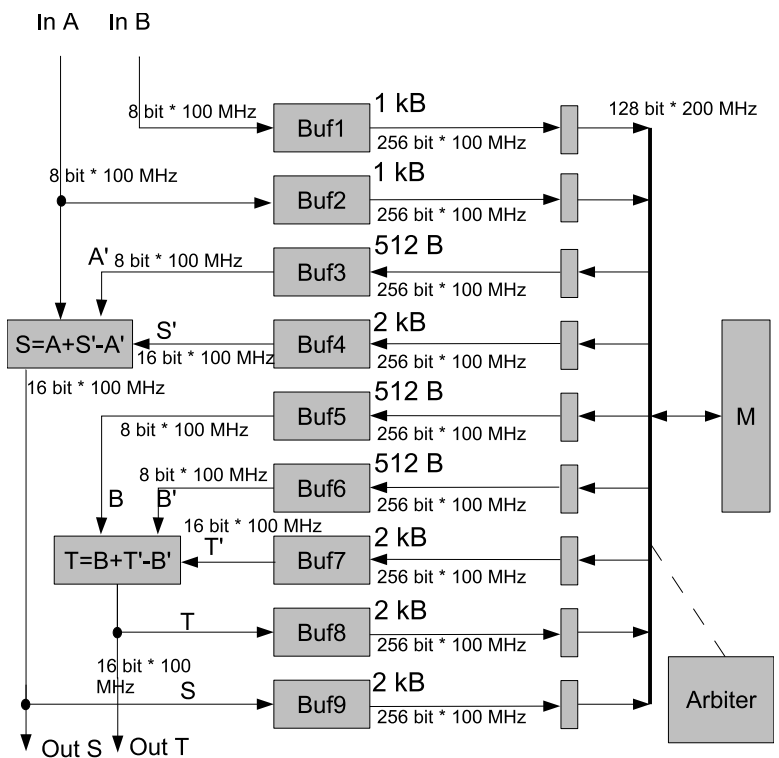 In A
In B
8 bit * 100 MHz
Buf1
1 kB
256 bit * 100 MHz
128 bit * 200 MHz
8 bit * 100 MHz
Buf2
1 kB
256 bit * 100 MHz
A'
8 bit * 100 MHz
Buf3
512 B
256 bit * 100 MHz
S=A+S'-A'
S'
16 bit * 100 MHz
Buf4
2 kB
256 bit * 100 MHz
16 bit * 100 MHz
8 bit * 100 MHz
Buf5
512 B
256 bit * 100 MHz
M
B
B'
8 bit * 100 MHz
Buf6
512 B
256 bit * 100 MHz
T=B+T'-B'
16 bit * 100 MHz
T'
Buf7
2 kB
256 bit * 100 MHz
T
Buf8
2 kB
256 bit * 100 MHz
16 bit * 100
MHz
S
Buf9
2 kB
256 bit * 100 MHz
Arbiter
Out S
Out T